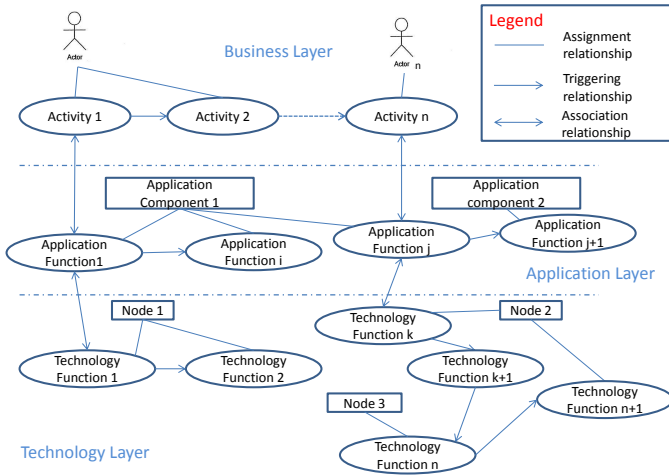 Legend
Assignment
relationship
Triggering
relationship
Association
relationship
Business Layer
Actor
Actor n
Activity 1
Activity 2
Activity n
Application
Component 1
Application
component 2
Application
Function1
Application
Function i
Application
Function j
Application
Function j+1
Application Layer
Node 1
Node 2
Technology
Function k
Technology
Function 1
Technology
Function 2
Technology
Function k+1
Node 3
Technology
Function n+1
Technology
Function n
Technology Layer